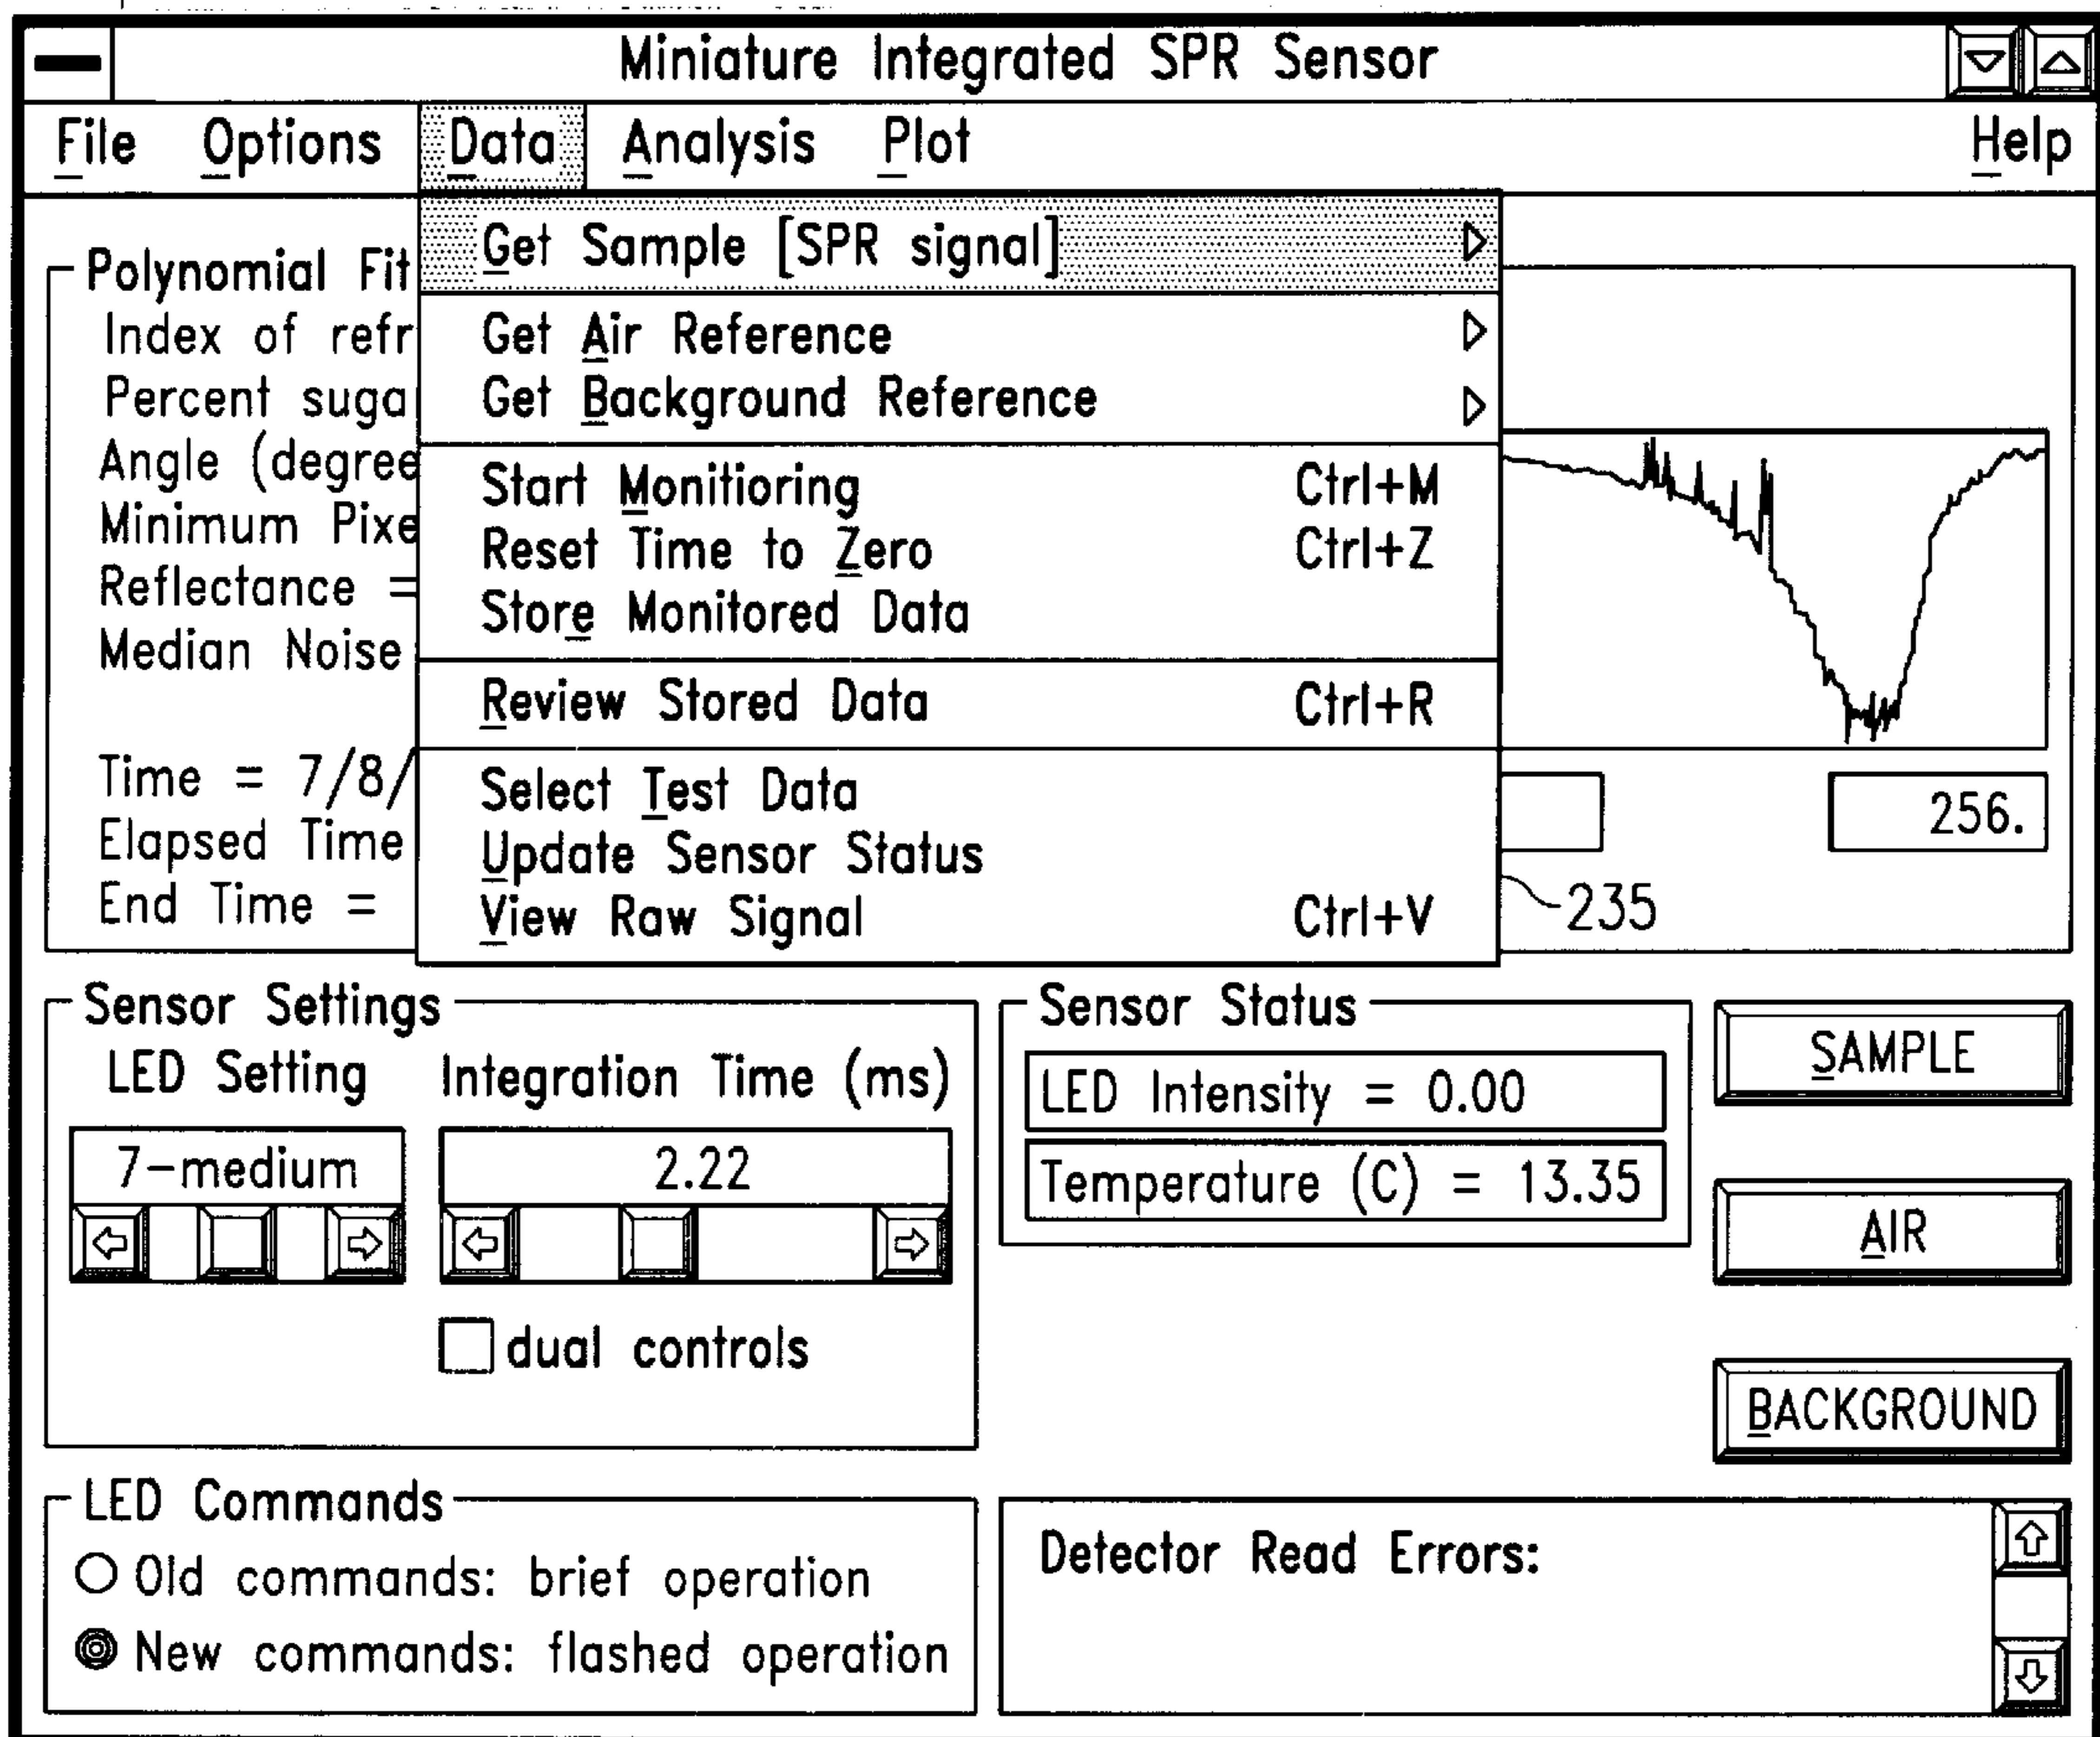 Miniature Integrated SPR Sensor
File Options Data Analysis Plot Help
Get Sample [SPR signal]
Get Air Reference
Get Background Reference
Start Monitioring Ctrl+M
Reset Time to Zero Ctrl+Z
Store Monitored Data
Review Stored Data Ctrl+R
Select Test Data
Update Sensor Status
View Raw Signal Ctrl+V
Polynomial Fit
Index of refr
Percent suga
Angle (degree
Minimum Pixe
Reflectance =
Median Noise
Time = 7/8/
Elapsed Time
End Time =
256.
235
Sensor Settings
LED Setting Integration Time (ms)
7-medium 2.22
dual controls
Sensor Status
LED Intensity = 0.00
Temperature (C) = 13.35
SAMPLE
AIR
BACKGROUND
LED Commands
Old commands: brief operation
New commands: flashed operation
Detector Read Errors: